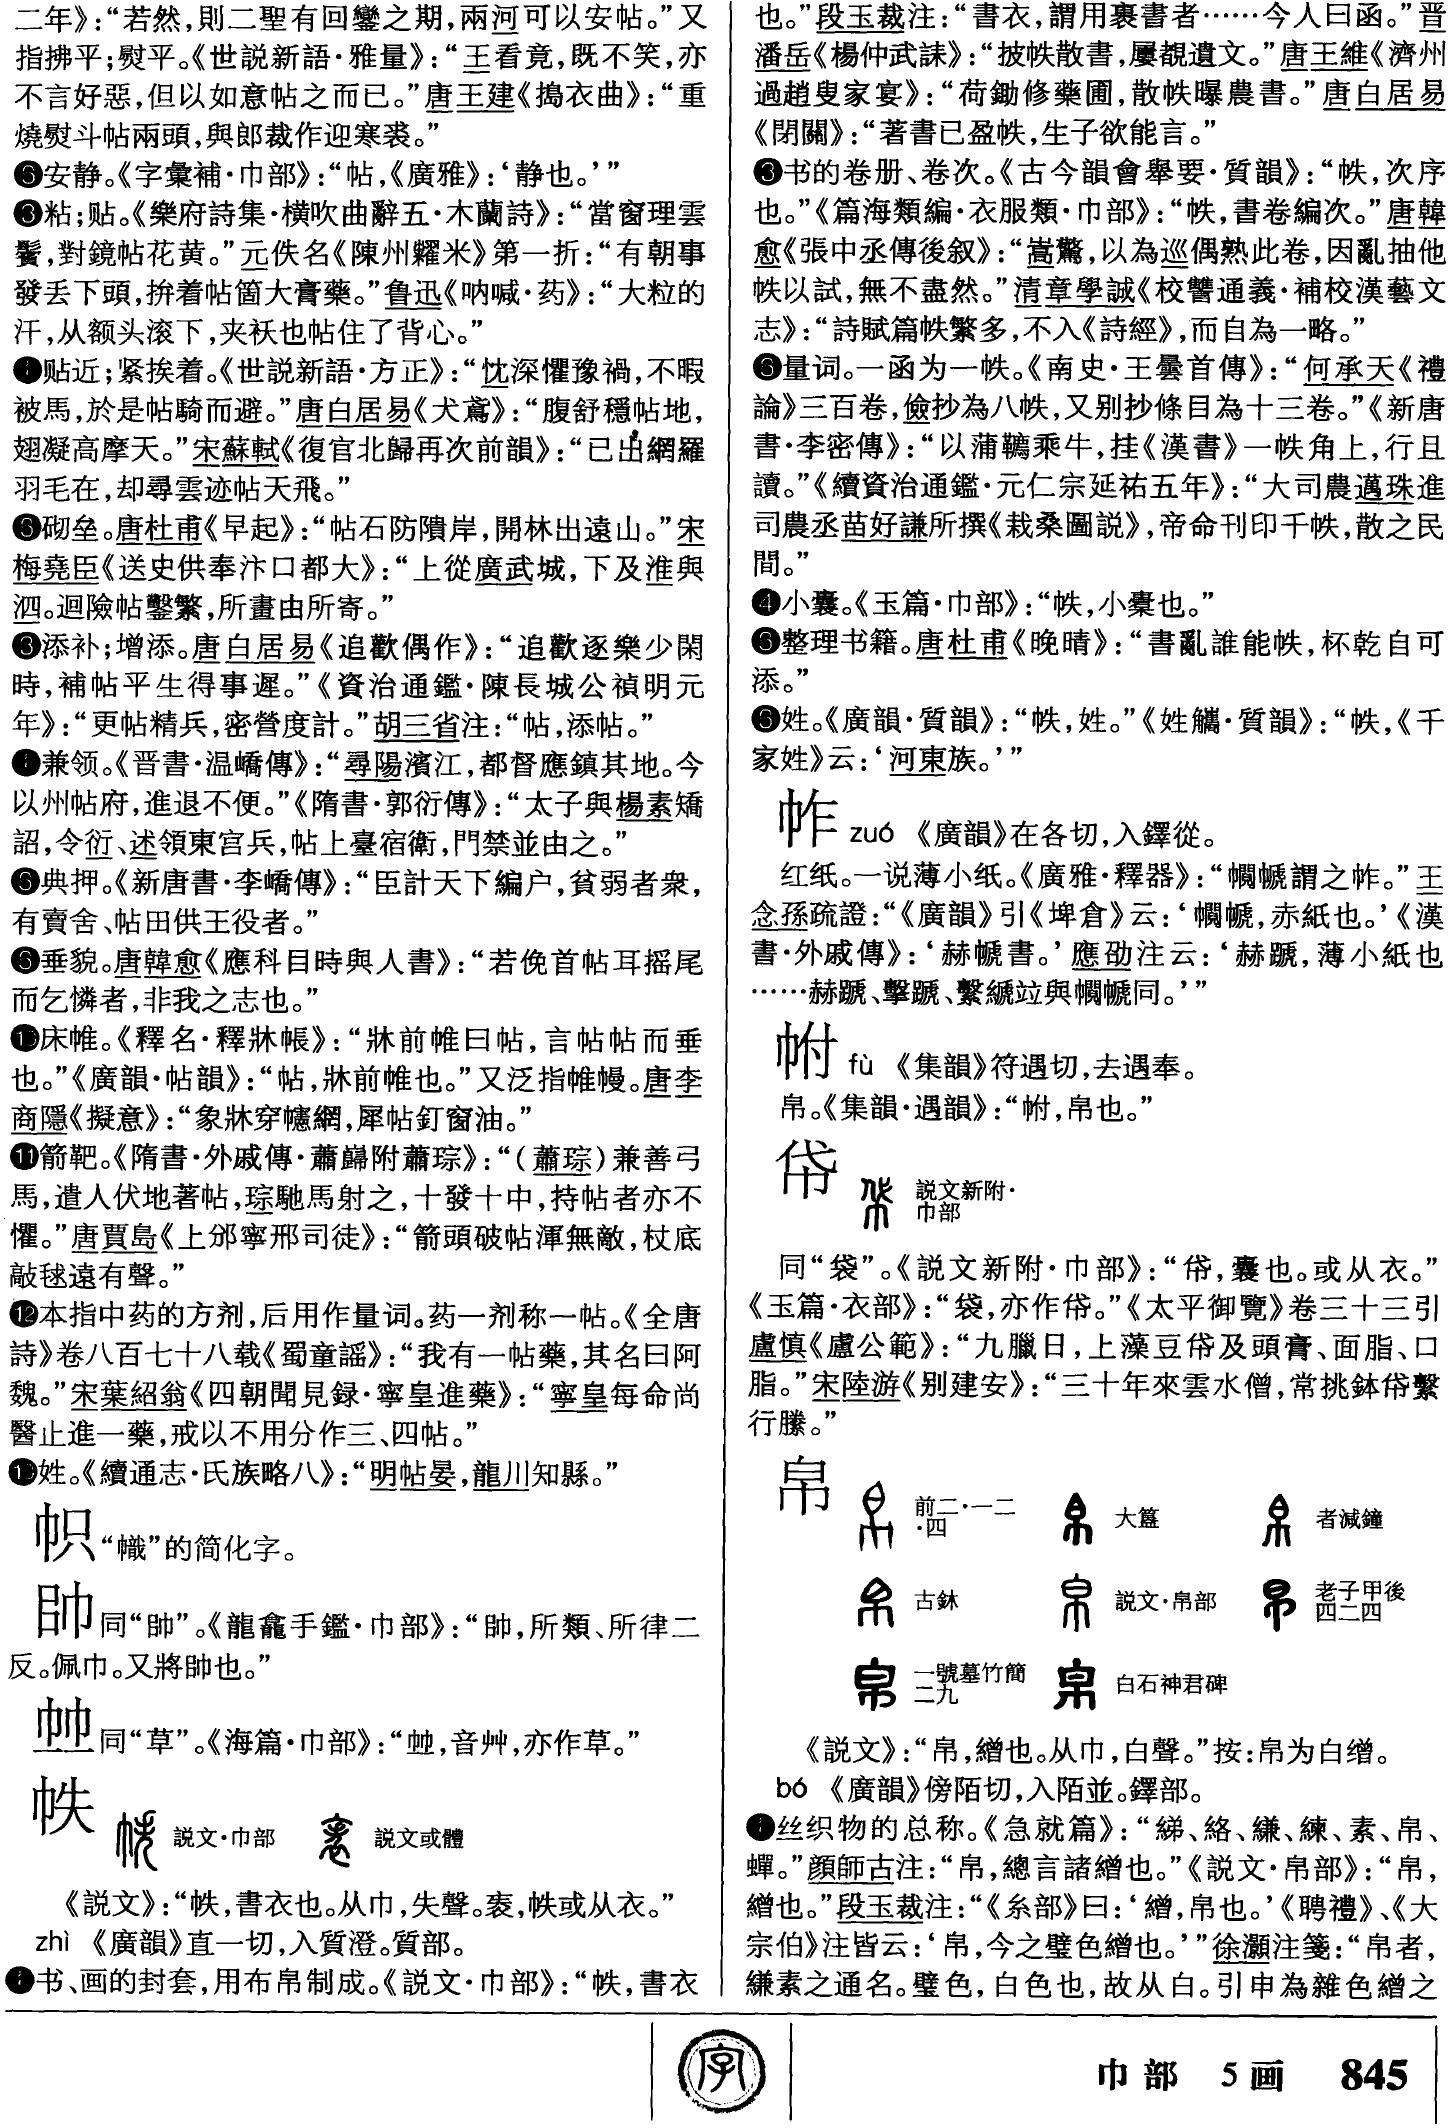 二年》：“若然，則二聖有回鑾之期，兩河可以安帖。”又
指拂平；熨平。《世説新語·雅量》：“王看竟，既不笑，亦
不言好惡，但以如意帖之而已。”唐王建《搗衣曲》：“重
燒熨斗帖兩頭，與郎裁作迎寒裘。”
安静。《字彙補·巾部》：“帖，《廣雅》：‘静也。’”
粘；贴。《樂府詩集·横吹曲辭五·木蘭詩》：“當窗理雲
鬢，對鏡帖花黄。”元佚名《陳州糶米》第一折：“有朝事
發丢下頭，拚着帖箇大膏藥。”鲁迅《呐喊·药》：“大粒的
汗，从额头滚下，夹袄也帖住了背心。”
贴近；紧挨着。《世説新語·方正》：“忱深懼豫禍，不暇
被馬，於是帖騎而避。”唐白居易《犬鳶》：“腹舒穩帖地，
翅凝高摩天。”宋蘇軾《復官北歸再次前韻》：“已出網羅
羽毛在，却尋雲迹帖天飛。”
砌垒。唐杜甫《早起》：“帖石防隤岸，開林出遠山。”宋
梅堯臣《送史供奉汴口都大》：“上從廣武城，下及淮與
泗。迴險帖鑿繁，所畫由所寄。”
添补；增添。唐白居易《追歡偶作》：“追歡逐樂少閑
時，補帖平生得事遲。”《資治通鑑·陳長城公禎明元
年》：“更帖精兵，密營度計。”胡三省注：“帖，添帖。”
兼领。《晋書·温嶠傳》：“尋陽濱江，都督應鎮其地。今
以州帖府，進退不便。”《隋書·郭衍傳》：“太子與楊素矯
詔，令衍、述領東宫兵，帖上臺宿衛，門禁並由之。”
典押。《新唐書·李嶠傳》：“臣計天下編户，貧弱者衆，
有賣舍、帖田供王役者。”
垂貌。唐韓愈《應科目時與人書》：“若俛首帖耳摇尾
而乞憐者，非我之志也。”
床帷。《釋名·釋牀帳》：“牀前帷曰帖，言帖帖而垂
也。”《廣韻·帖韻》：“帖，牀前帷也。”又泛指帷幔。唐李
商隱《擬意》：“象牀穿幰網，犀帖釘窗油。”
⓫箭靶。《隋書·外戚傳·蕭巋附蕭琮》：“（蕭琮）兼善弓
馬，遣人伏地著帖，琮馳馬射之，十發十中，持帖者亦不
懼。”唐賈島《上邠寧邢司徒》：“箭頭破帖渾無敵，杖底
敲毬遠有聲。”
⓬本指中药的方剂，后用作量词。药一剂称一帖。《全唐
詩》卷八百七十八载《蜀童謡》：“我有一帖藥，其名曰阿
魏。”宋葉紹翁《四朝聞見録·寧皇進藥》：“寧皇每命尚
醫止進一藥，戒以不用分作三、四帖。”
姓。《續通志·氏族略八》：“明帖晏，龍川知縣。”
帜“幟”的简化字。
同“帥”。《龍龕手鑑·巾部》：“帥，所類、所律二
反。佩巾。又將帥也。”
同“草”。《海篇·巾部》：“，音艸，亦作草。”
帙
説文·巾部 説文或體
《説文》：“帙，書衣也。从巾，失聲。袠，帙或从衣。”
zhì 《廣韻》直一切，入質澄。質部。
书、画的封套，用布帛制成。《説文·巾部》：“帙，書衣
也。”段玉裁注：“書衣，謂用裹書者……今人曰函。”晋
潘岳《楊仲武誄》：“披帙散書，屢覩遺文。”唐王維《濟州
過趙叟家宴》：“荷鋤修藥圃，散帙曝農書。”唐白居易
《閉關》：“著書已盈帙，生子欲能言。”
❸书的卷册、卷次。《古今韻會舉要·質韻》：“帙，次序
也。”《篇海類編·衣服類·巾部》：“帙，書卷編次。”唐韓
愈《張中丞傳後叙》：“嵩驚，以為巡偶熟此卷，因亂抽他
帙以試，無不盡然。”清章學誠《校讐通義·補校漢藝文
志》：“詩賦篇帙繁多，不入《詩經》，而自為一略。”
量词。一函为一帙。《南史·王曇首傳》：“何承天《禮
論》三百卷，儉抄為八帙，又别抄條目為十三卷。”《新唐
書·李密傳》：“以蒲韉乘牛，挂《漢書》一帙角上，行且
讀。”《續資治通鑑·元仁宗延祐五年》：“大司農邁珠進
司農丞苗好謙所撰《栽桑圖説》，帝命刊印千帙，散之民
間。”
❹小囊。《玉篇·巾部》：“帙，小橐也。”
整理书籍。唐杜甫《晚晴》：“書亂誰能帙，杯乾自可
添。”
姓。《廣韻·質韻》：“帙，姓。”《姓觿·質韻》：“帙，《千
家姓》云：‘河東族。’”
㤰 zuó 《廣韻》在各切，入鐸從。
红纸。一说薄小纸。《廣雅·釋器》：“謂之。”王
念孫疏證：“《廣韻》引《埤倉》云：‘，赤紙也。’《漢
書·外戚傳》：‘赫書。’應劭注云：‘赫蹏，薄小紙也
……赫蹏、擊蹏、繫竝與同。’”
fù 《集韻》符遇切，去遇奉。
帛。《集韻·遇韻》：“，帛也。”
帒 説文新附·
巾部
同“袋”。《説文新附·巾部》：“帒，囊也。或从衣。”
《玉篇·衣部》：“袋，亦作帒。”《太平御覽》卷三十三引
盧慎《盧公範》：“九臘日，上藻豆帒及頭膏、面脂、口
脂。”宋陸游《别建安》：“三十年來雲水僧，常挑鉢帒繫
行縢。”
帛 前二·一二
·四 大簋 者減鐘
古鉢 説文·帛部 老子甲後
四二四
一號墓竹簡
二九 白石神君碑
《説文》：“帛，繒也。从巾，白聲。”按：帛为白缯。
bó 《廣韻》傍陌切，入陌並。鐸部。
丝织物的总称。《急就篇》：“綈、絡、縑、練、素、帛、
蟬。”顔師古注：“帛，總言諸繒也。”《説文·帛部》：“帛，
繒也。”段玉裁注：“《糸部》曰：‘繒，帛也。’《聘禮》、《大
宗伯》注皆云：‘帛，今之璧色繒也。’”徐灝注箋：“帛者，
縑素之通名。璧色，白色也，故从白。引申為雜色繒之
字
巾部 5画 845